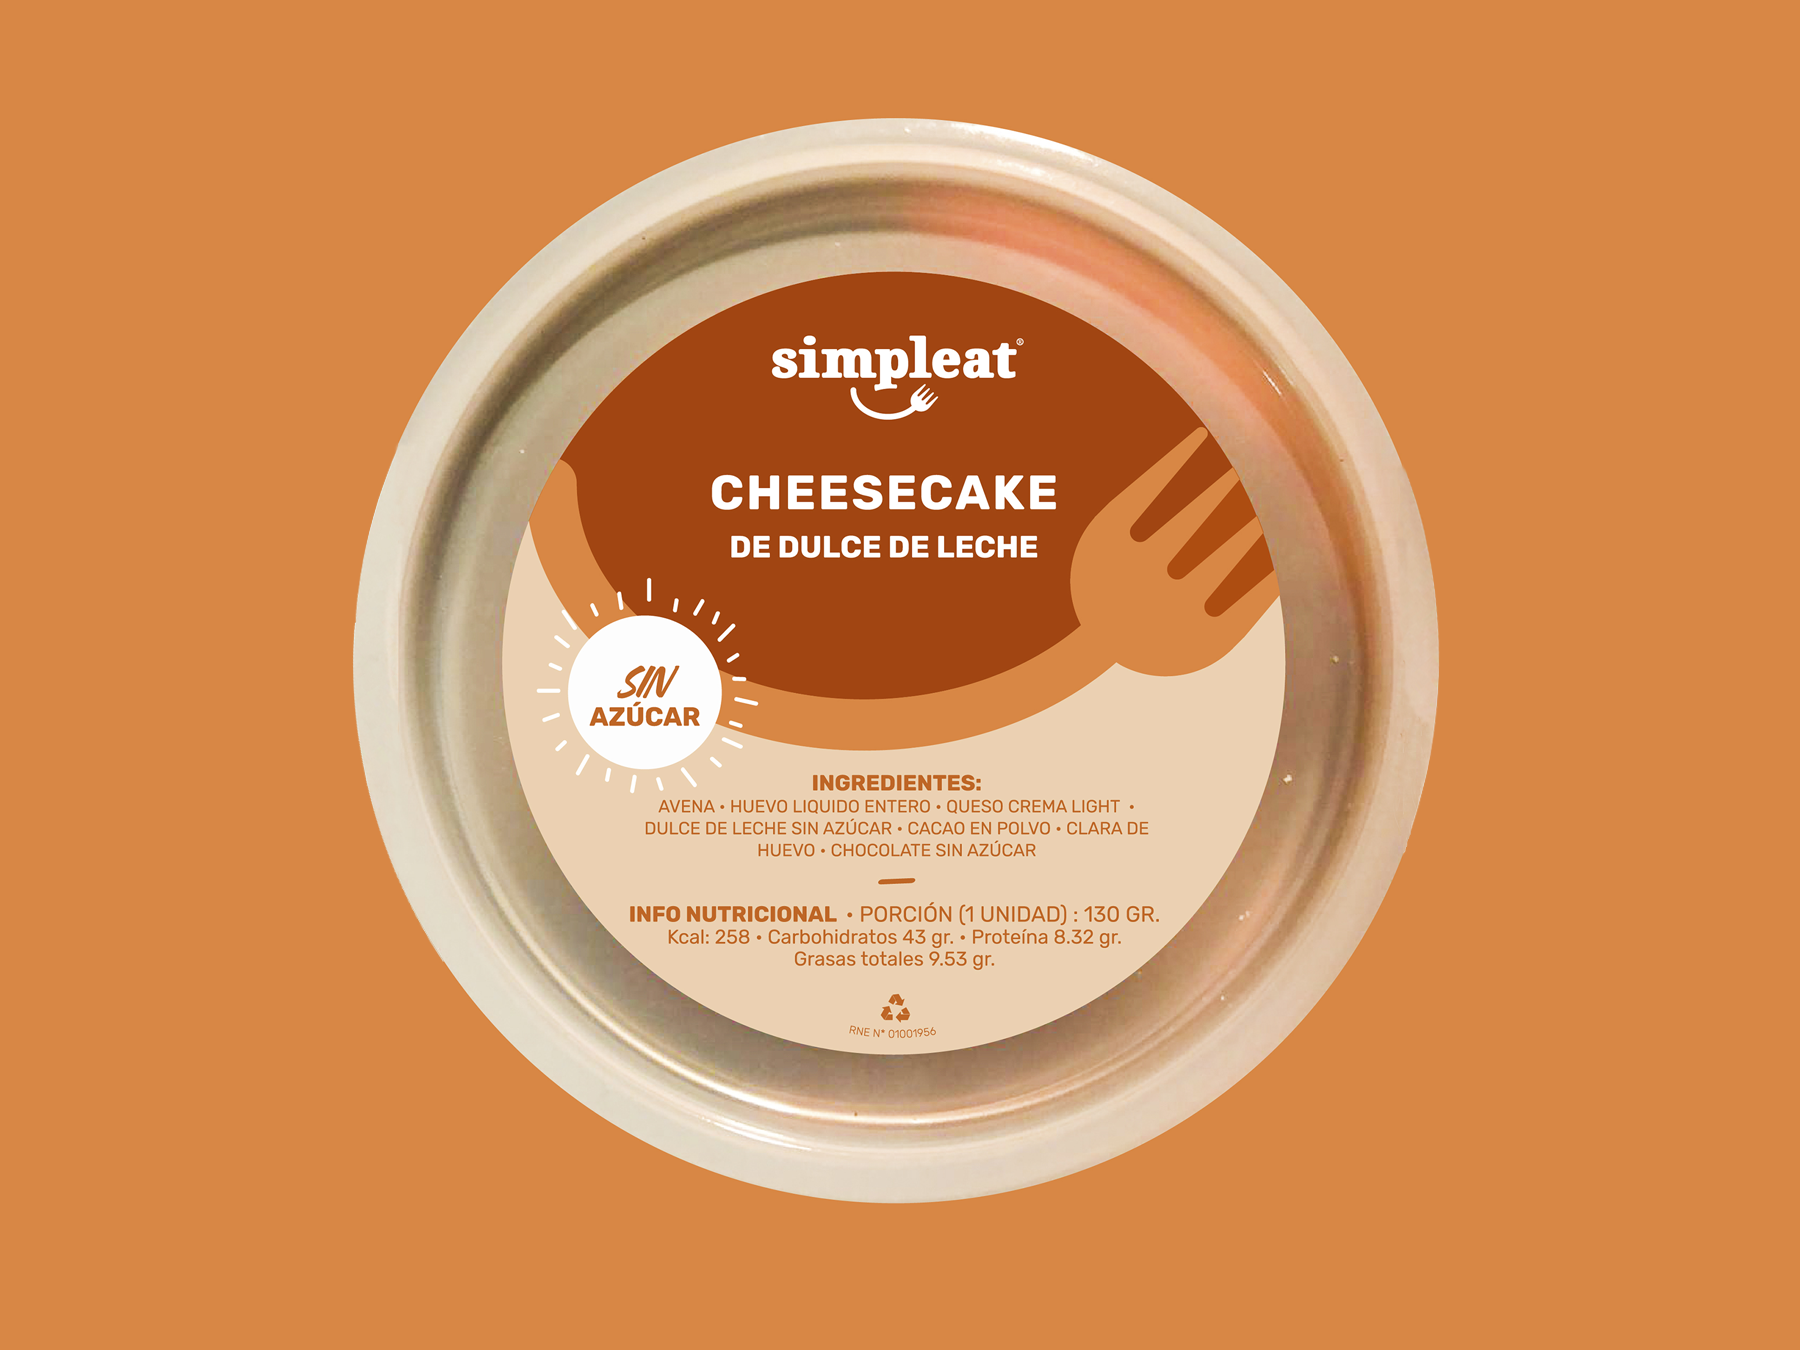 simpleat®
CHEESECAKE
DE DULCE DE LECHE
SIN
AZÚCAR
INGREDIENTES:
AVENA • HUEVO LIQUIDO ENTERO • QUESO CREMA LIGHT •
DULCE DE LECHE SIN AZÚCAR • CACAO EN POLVO • CLARA DE
HUEVO • CHOCOLATE SIN AZÚCAR
INFO NUTRICIONAL • PORCIÓN (1 UNIDAD) : 130 GR.
Kcal: 258 • Carbohidratos 43 gr. • Proteína 8.32 gr.
Grasas totales 9.53 gr.
RNE N° 01001956